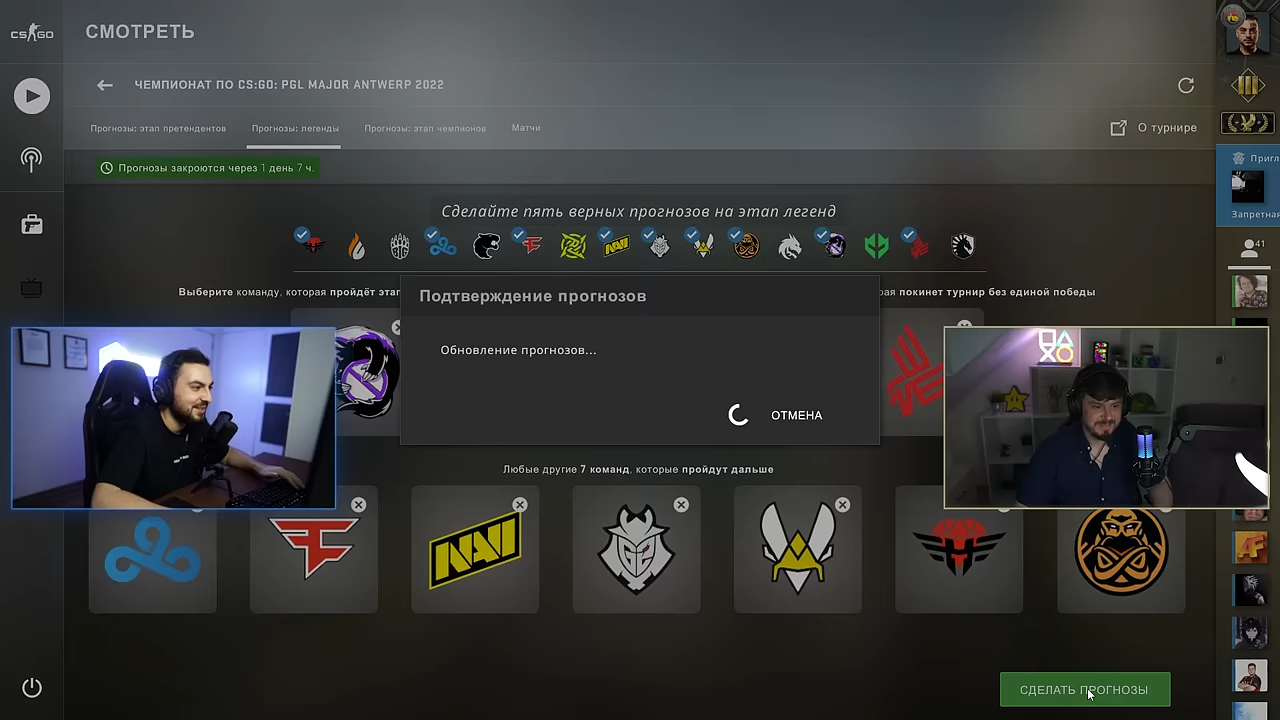 CS GO
СМОТРЕТЬ
ЧЕМПИОНАТ ПО CS:GO: PGL MAJOR ANTWERP 2022
Прогнозы: этап претендентов
Прогнозы: легенды
Прогнозы: этап чемпионов
Матчи
О турнире
Прогнозы закроются через 1 день 7 ч.
Сделайте пять верных прогнозов на этап легенд
Выберите команду, которая пройдёт этап
рая покинет турнир без единой победы
Подтверждение прогнозов
Обновление прогнозов...
ОТМЕНА
Любые другие 7 команд, которые пройдут дальше
NAVI
СДЕЛАТЬ ПРОГНОЗЫ
Пригл
Запретная
41
AF